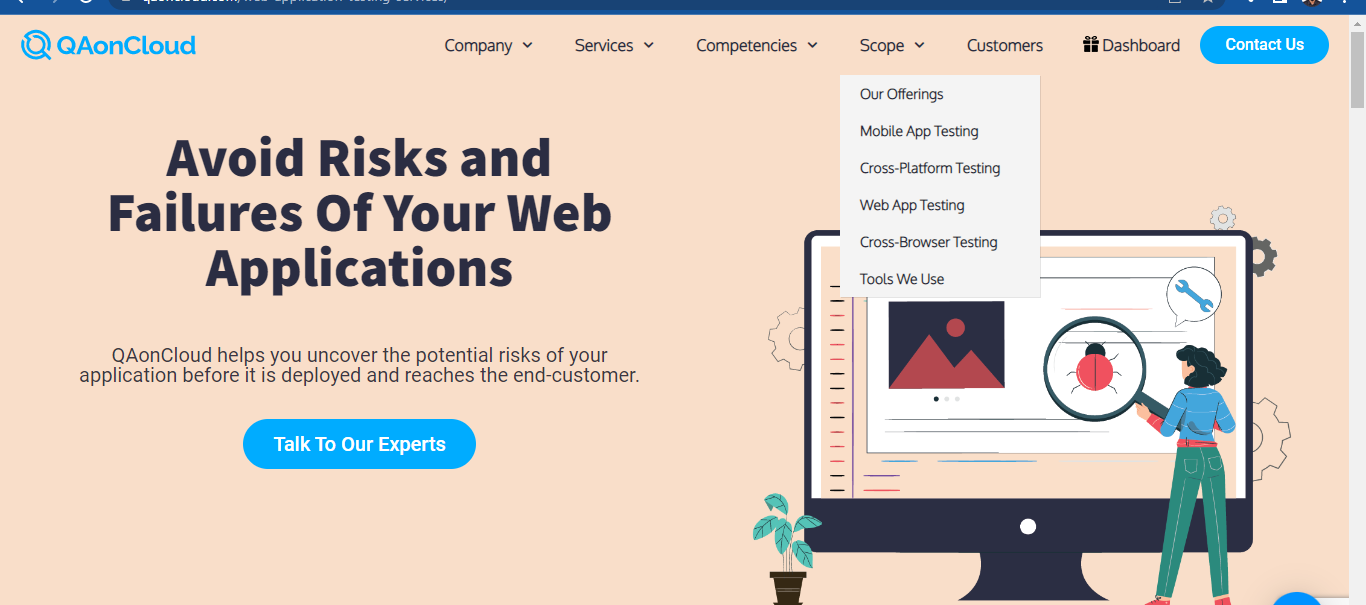 QAonCloud
Company
Services
Competencies
Scope
Customers
Dashboard
Contact Us
Our Offerings
Mobile App Testing
Cross-Platform Testing
Web App Testing
Cross-Browser Testing
Tools We Use
Avoid Risks and
Failures Of Your Web
Applications
QAonCloud helps you uncover the potential risks of your
application before it is deployed and reaches the end-customer.
Talk To Our Experts